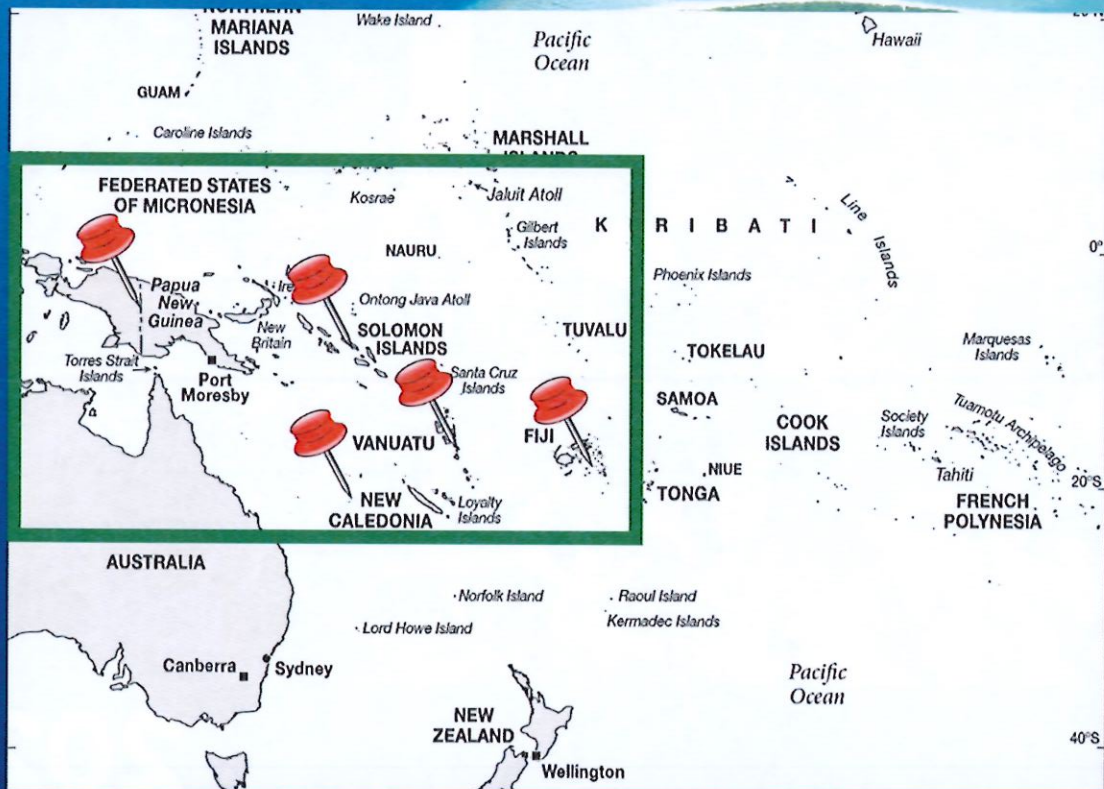 NORTHERN
MARIANA
ISLANDS
Wake Island
Pacific
Ocean
20°N
Hawaii
GUAM
Caroline Islands
MARSHALL
ISLANDS
FEDERATED STATES
OF MICRONESIA
Kosrae
Jaluit Atoll
Gilbert
Islands
KIRIBATI
Line Islands
NAURU
0°
Phoenix Islands
Papua
New
Guinea
Ire
Ontong Java Atoll
New
Britain
SOLOMON
ISLANDS
TUVALU
TOKELAU
Marquesas
Islands
Torres Strait
Islands
Port
Moresby
Santa Cruz
Islands
SAMOA
COOK
ISLANDS
Society
Islands
Tuamotu Archipelago
VANUATU
FIJI
NIUE
Tahiti
TONGA
20°S
NEW
CALEDONIA
Loyalty
Islands
FRENCH
POLYNESIA
AUSTRALIA
Norfolk Island
Raoul Island
Kermadec Islands
Lord Howe Island
Canberra
Sydney
Pacific
Ocean
NEW
ZEALAND
Wellington
40°S